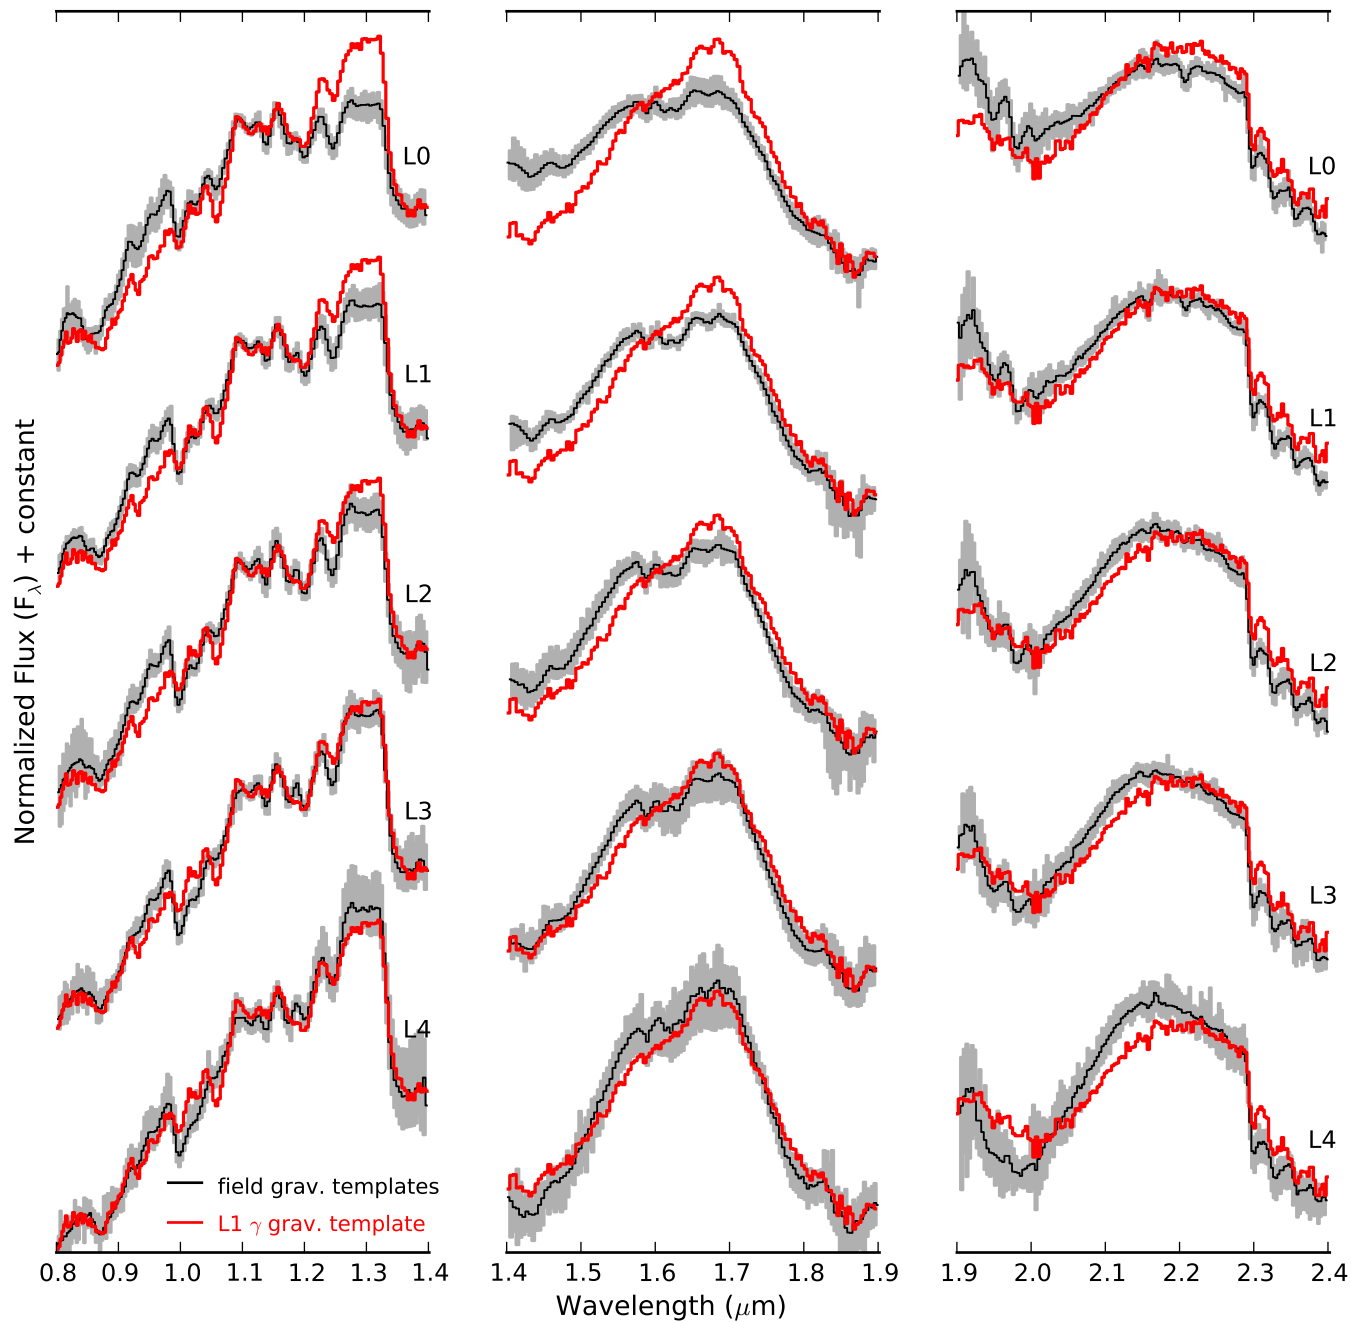 L0
L0
L1
L1
L2
L2
L3
L3
L4
L4
Normalized Flux (Fλ) + constant
field grav. templates
L1 γ grav. template
0.8 0.9 1.0 1.1 1.2 1.3 1.4
1.4 1.5 1.6 1.7 1.8 1.9
1.9 2.0 2.1 2.2 2.3 2.4
Wavelength (μm)